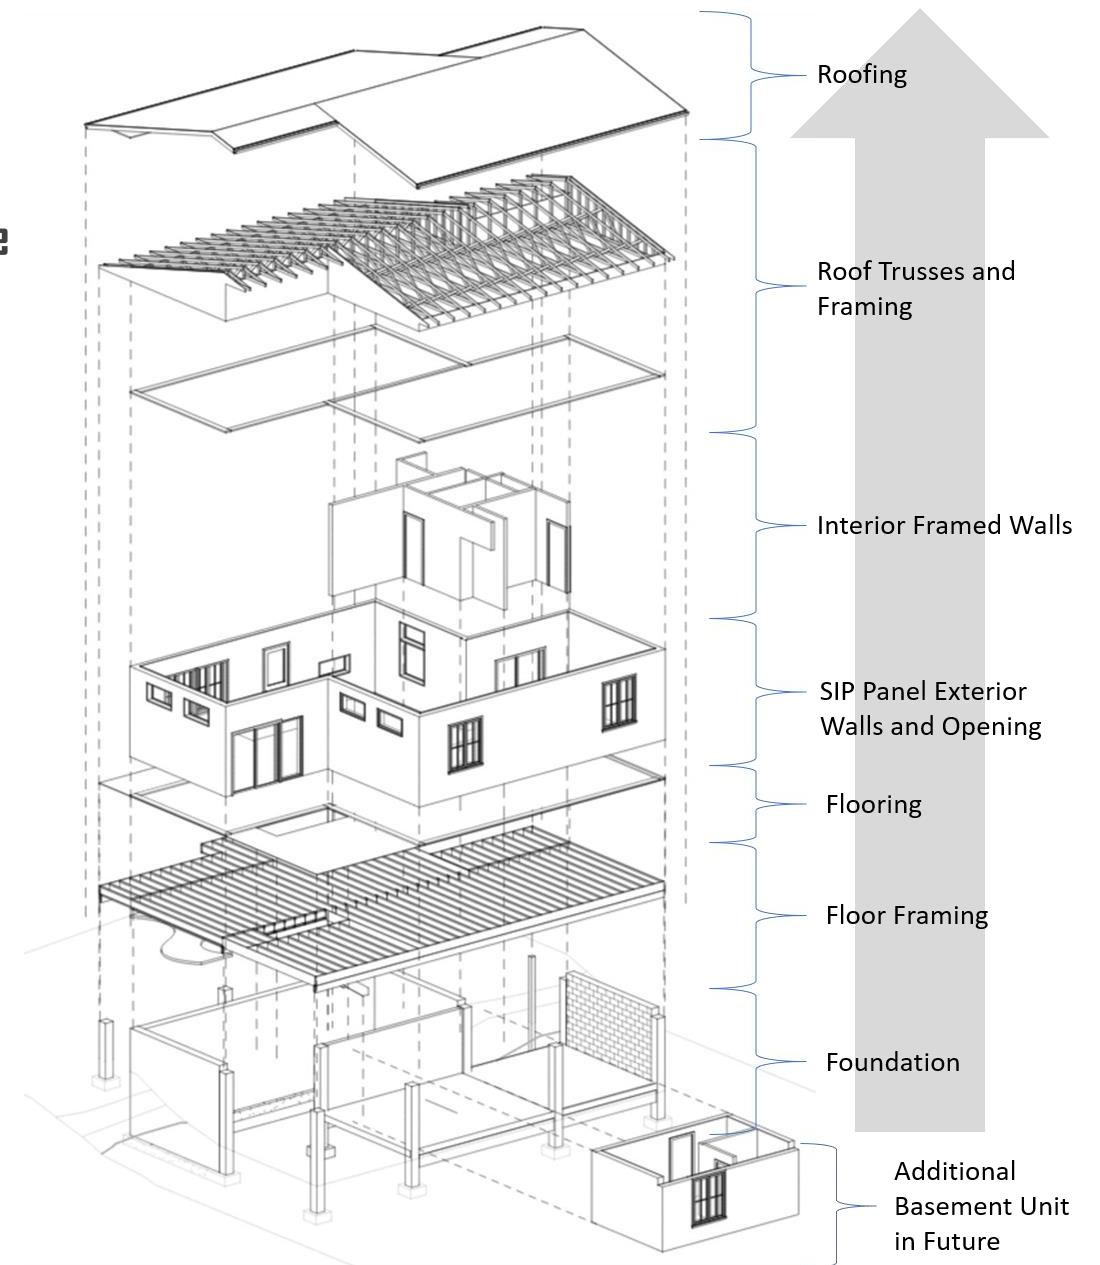 e
Roofing
Roof Trusses and
Framing
Interior Framed Walls
SIP Panel Exterior
Walls and Opening
Flooring
Floor Framing
Foundation
Additional
Basement Unit
in Future